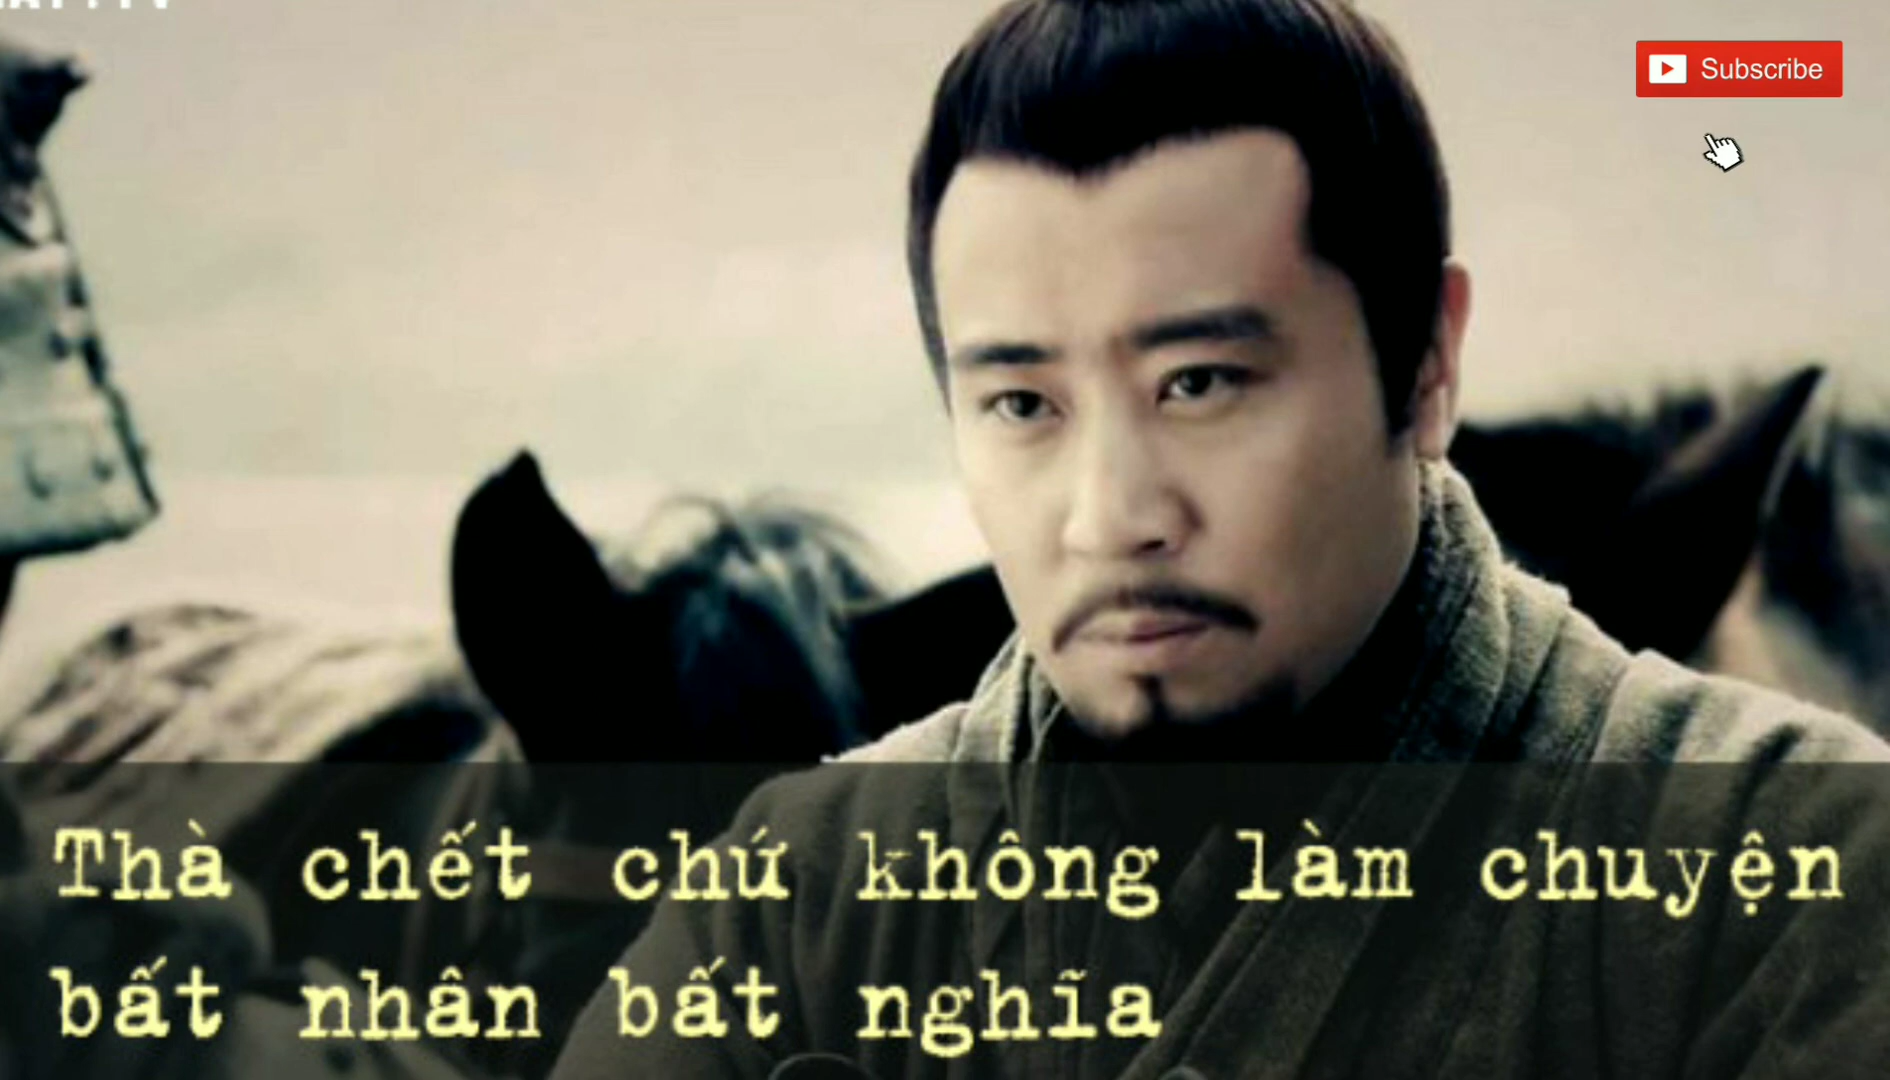 Subscribe
Thà chết chứ không làm chuyện
bất nhân bất nghĩa